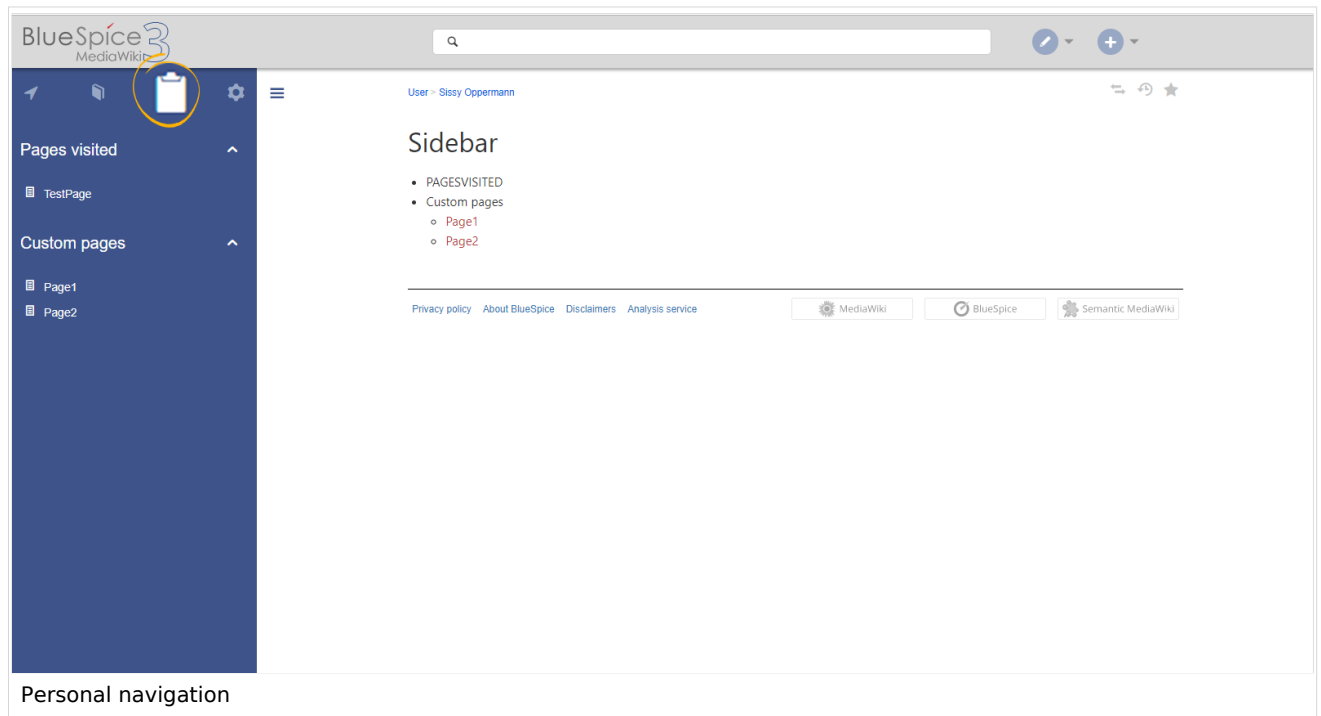 BlueSpice 3
MediaWiki
User > Sissy Oppermann
Pages visited
TestPage
Custom pages
Page1
Page2
Sidebar
• PAGESVISITED
• Custom pages
○ Page1
○ Page2
Privacy policy About BlueSpice Disclaimers Analysis service MediaWiki BlueSpice Semantic MediaWiki
Personal navigation